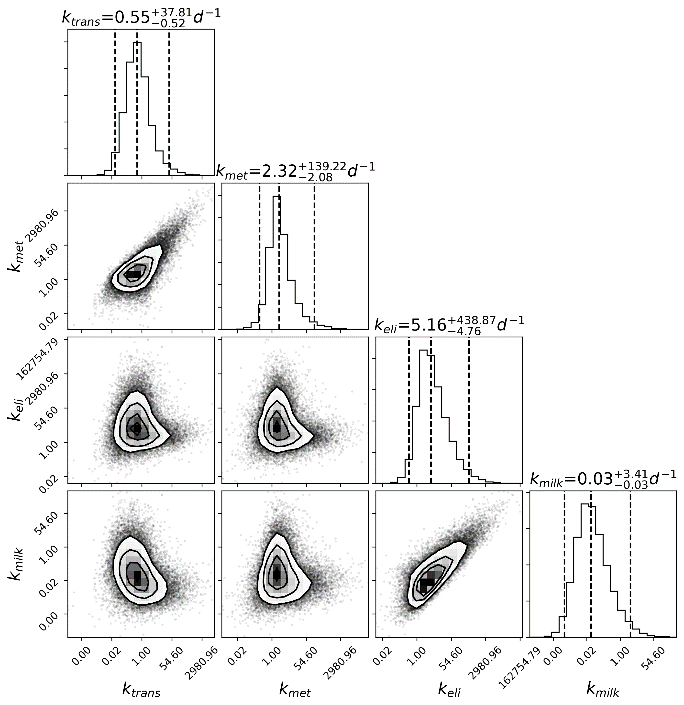 k_trans=0.55^{+37.81}_{-0.52}d^{-1}
k_met=2.32^{+139.22}_{-2.08}d^{-1}
k_met
2980.96
54.60
1.00
0.02
k_eli=5.16^{+438.87}_{-4.76}d^{-1}
k_eli
162754.79
2980.96
54.60
1.00
0.02
k_milk=0.03^{+3.41}_{-0.03}d^{-1}
k_milk
54.60
1.00
0.02
0.00
0.00 0.02 1.00 54.60 2980.96
0.02 1.00 54.60 2980.96
0.02 1.00 54.60 2980.96 162754.79
0.00 0.02 1.00 54.60
k_trans k_met k_eli k_milk